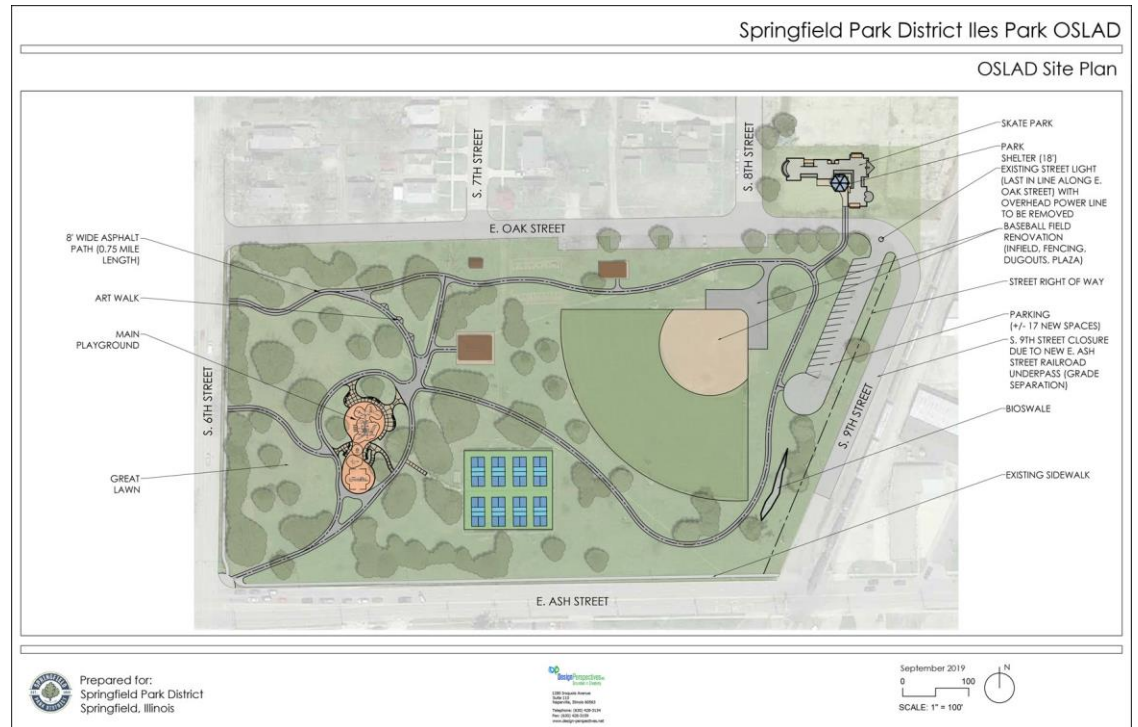 Springfield Park District Iles Park OSLAD
OSLAD Site Plan
S. 7TH STREET
S. 8TH STREET
E. OAK STREET
S. 6TH STREET
S. 9TH STREET
E. ASH STREET
8' WIDE ASPHALT
PATH (0.75 MILE
LENGTH)
ART WALK
MAIN
PLAYGROUND
GREAT
LAWN
SKATE PARK
PARK
SHELTER (18')
EXISTING STREET LIGHT
(LAST IN LINE ALONG E.
OAK STREET) WITH
OVERHEAD POWER LINE
TO BE REMOVED
BASEBALL FIELD
RENOVATION
(INFIELD, FENCING,
DUGOUTS, PLAZA)
STREET RIGHT OF WAY
PARKING
(+/- 17 NEW SPACES)
S. 9TH STREET CLOSURE
DUE TO NEW E. ASH
STREET RAILROAD
UNDERPASS (GRADE
SEPARATION)
BIOSWALE
EXISTING SIDEWALK
SPRINGFIELD
PARK DISTRICT
Prepared for:
Springfield Park District
Springfield, Illinois
DesignPerspectives
September 2019
0 100
SCALE: 1" = 100'
N